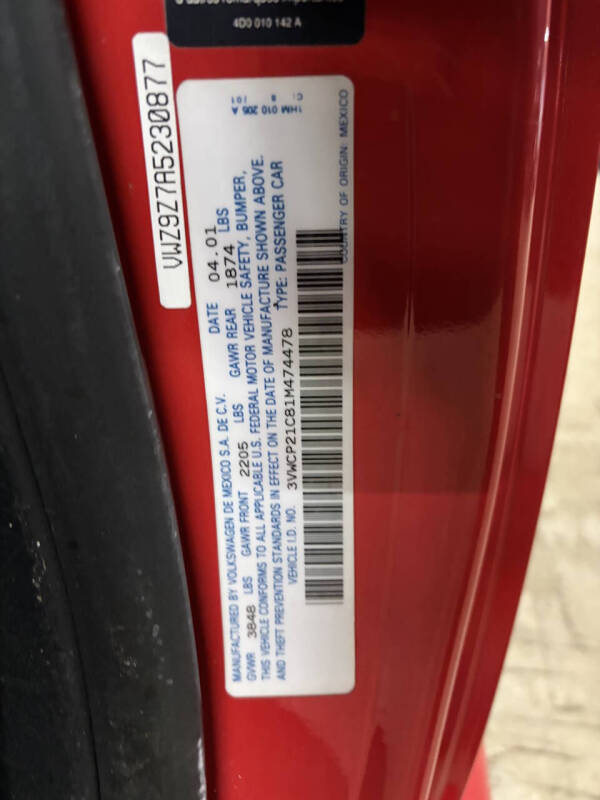 4D0 010 142 A
VWZ9Z7A5230877
1HM 010 205 A
MANUFACTURED BY VOLKSWAGEN DE MEXICO S.A. DE C.V. DATE 04.01
GVWR 3848 LBS GAWR FRONT 2205 LBS GAWR REAR 1874 LBS
THIS VEHICLE CONFORMS TO ALL APPLICABLE U.S. FEDERAL MOTOR VEHICLE SAFETY, BUMPER,
AND THEFT PREVENTION STANDARDS IN EFFECT ON THE DATE OF MANUFACTURE SHOWN ABOVE.
VEHICLE I.D. NO. 3VWCP21C81M474478 TYPE: PASSENGER CAR
COUNTRY OF ORIGIN: MEXICO